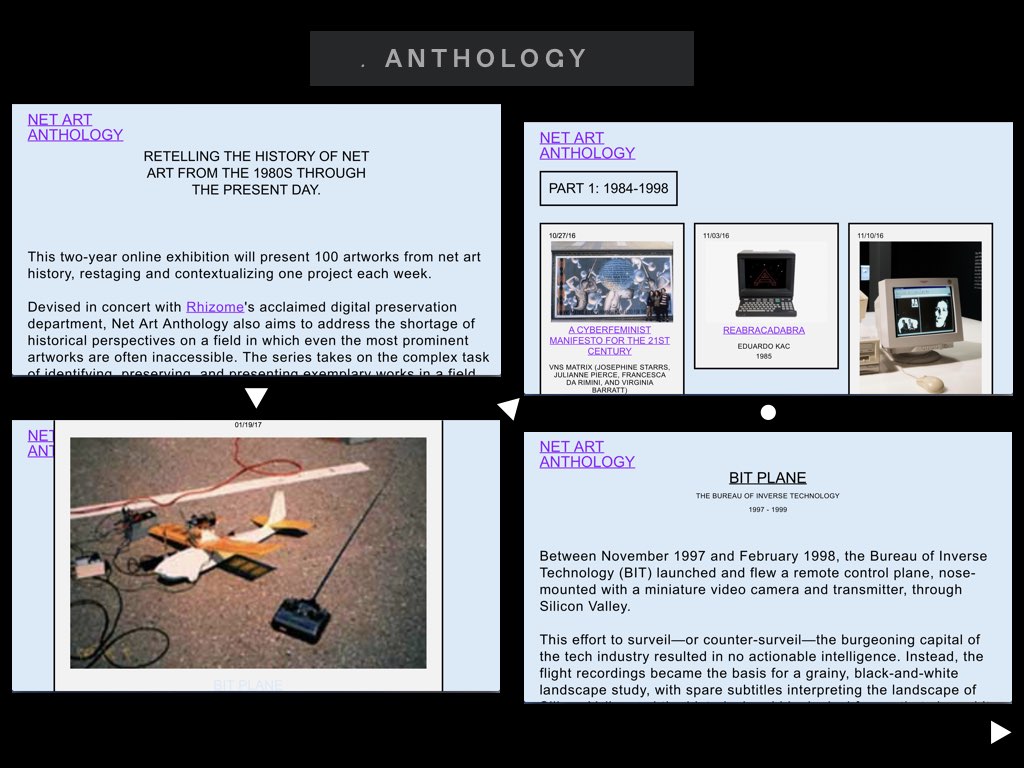 . ANTHOLOGY
NET ART
ANTHOLOGY
RETELLING THE HISTORY OF NET
ART FROM THE 1980S THROUGH
THE PRESENT DAY.
This two-year online exhibition will present 100 artworks from net art
history, restaging and contextualizing one project each week.
Devised in concert with Rhizome's acclaimed digital preservation
department, Net Art Anthology also aims to address the shortage of
historical perspectives on a field in which even the most prominent
artworks are often inaccessible. The series takes on the complex task
of identifying, preserving, and presenting exemplary works in a field
NET ART
ANTHOLOGY
PART 1: 1984-1998
10/27/16
A CYBERFEMINIST
MANIFESTO FOR THE 21ST
CENTURY
VNS MATRIX (JOSEPHINE STARRS,
JULIANNE PIERCE, FRANCESCA
DA RIMINI, AND VIRGINIA
BARRATT)
11/03/16
REABRACADABRA
EDUARDO KAC
1985
11/10/16
NET
ANT
01/19/17
BIT PLANE
NET ART
ANTHOLOGY
BIT PLANE
THE BUREAU OF INVERSE TECHNOLOGY
1997 - 1999
Between November 1997 and February 1998, the Bureau of Inverse
Technology (BIT) launched and flew a remote control plane, nose-
mounted with a miniature video camera and transmitter, through
Silicon Valley.
This effort to surveil—or counter-surveil—the burgeoning capital of
the tech industry resulted in no actionable intelligence. Instead, the
flight recordings became the basis for a grainy, black-and-white
landscape study, with spare subtitles interpreting the landscape of